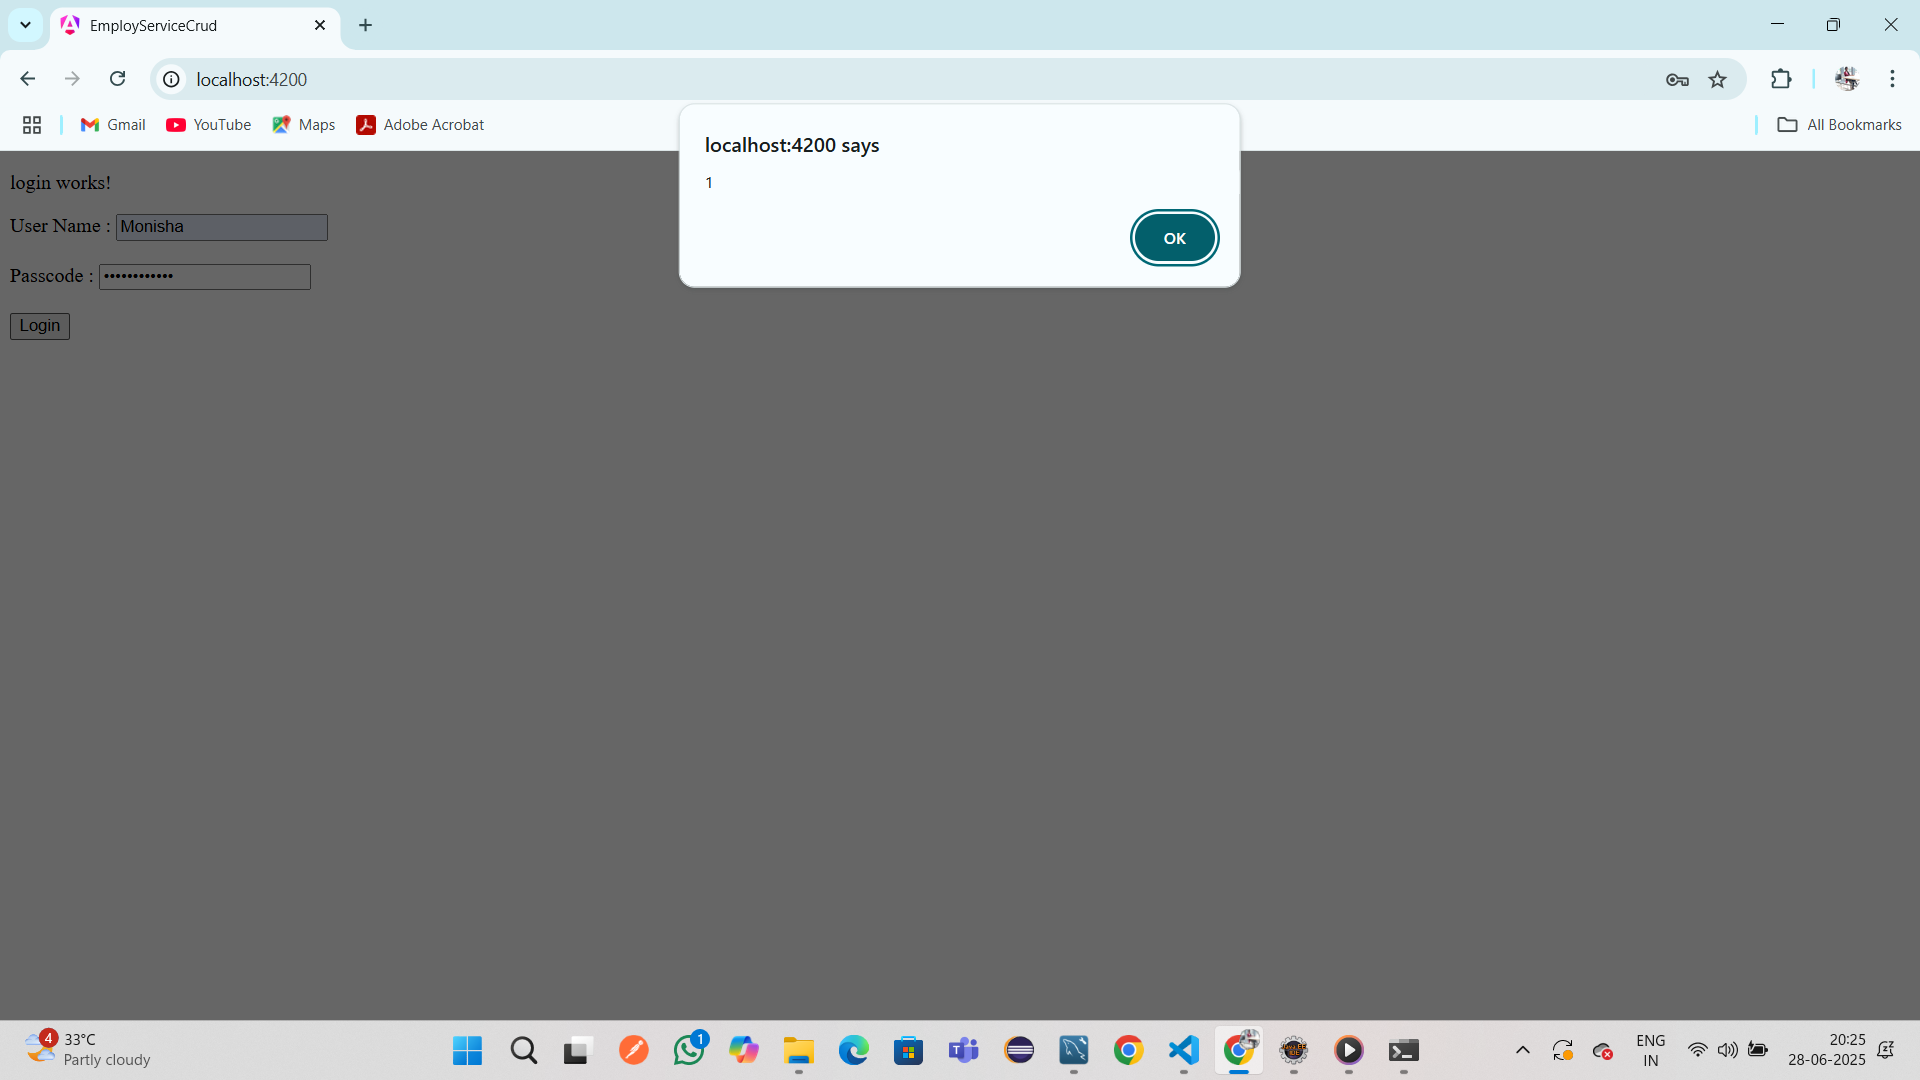 EmployServiceCrud
localhost:4200
Gmail
YouTube
Maps
Adobe Acrobat
All Bookmarks
localhost:4200 says
1
OK
login works!
User Name : Monisha
Passcode : ••••••••••••
Login
4
33°C
Partly cloudy
1
ENG
IN
20:25
28-06-2025